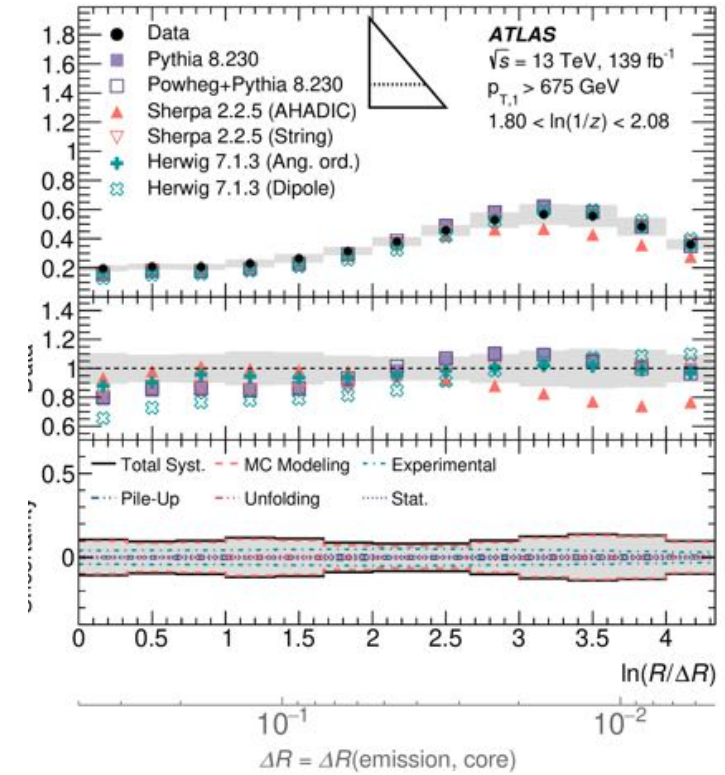 1.8
1.6
1.4
1.2
1
0.8
0.6
0.4
0.2
Data
Pythia 8.230
Powheg+Pythia 8.230
Sherpa 2.2.5 (AHADIC)
Sherpa 2.2.5 (String)
Herwig 7.1.3 (Ang. ord.)
Herwig 7.1.3 (Dipole)
ATLAS
√s = 13 TeV, 139 fb⁻¹
p_T,1 > 675 GeV
1.80 < ln(1/z) < 2.08
1.4
1.2
1
0.8
0.6
0.5
0
Total Syst. MC Modeling Experimental
Pile-Up Unfolding Stat.
0 0.5 1 1.5 2 2.5 3 3.5 4
ln(R/ΔR)
10⁻¹ 10⁻²
ΔR = ΔR(emission, core)